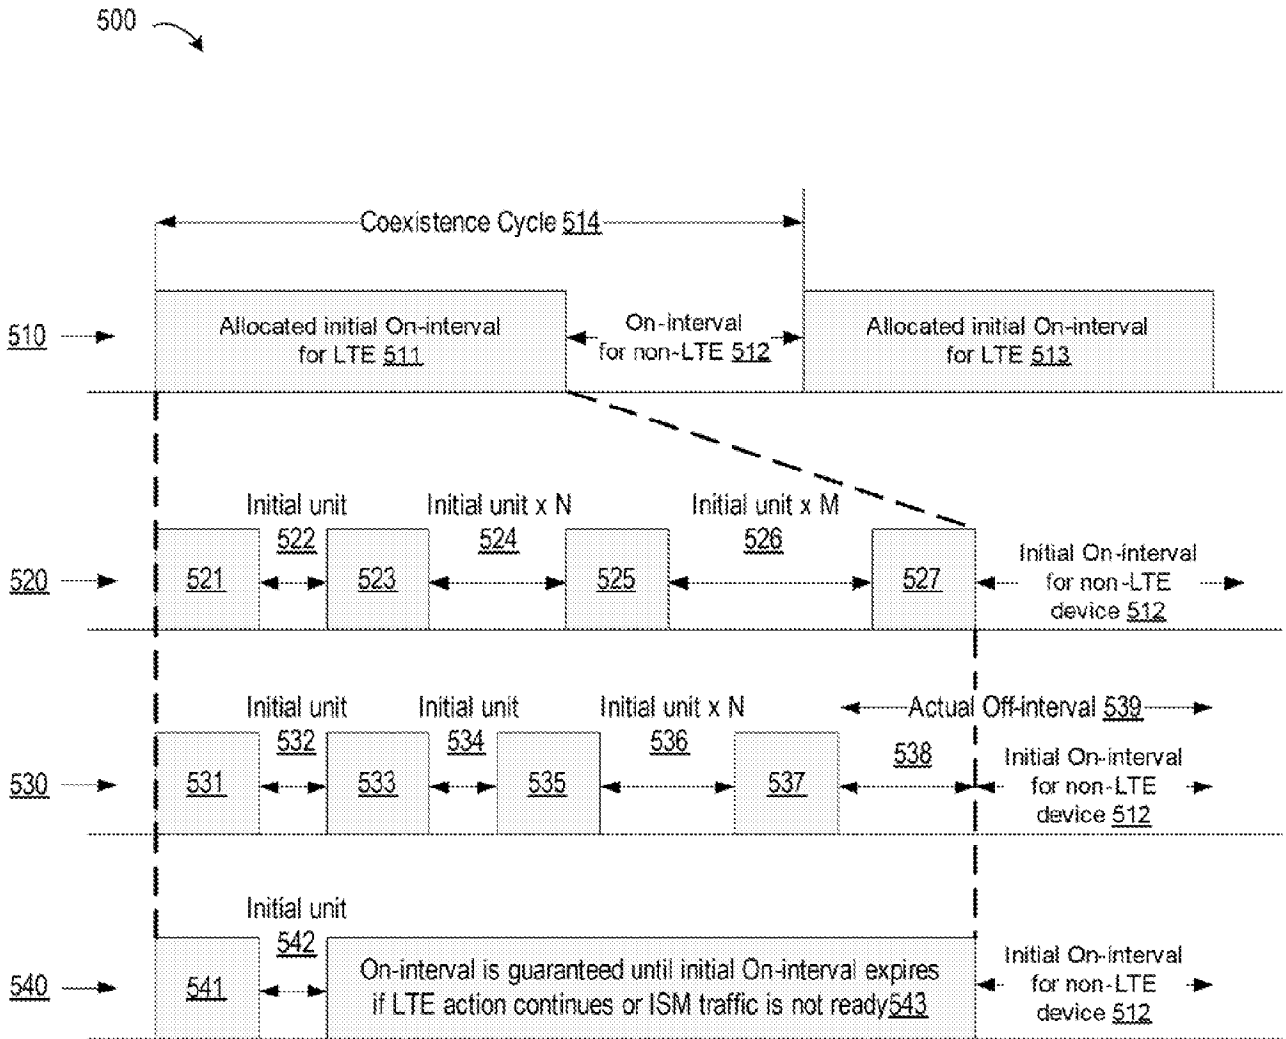 500
Coexistence Cycle 514
510
Allocated initial On-interval
for LTE 511
On-interval
for non-LTE 512
Allocated initial On-interval
for LTE 513
Initial unit
522
Initial unit x N
524
Initial unit x M
526
520
521
523
525
527
Initial On-interval
for non-LTE
device 512
Initial unit
532
Initial unit
534
Initial unit x N
536
Actual Off-interval 539
538
530
531
533
535
537
Initial On-interval
for non-LTE
device 512
Initial unit
542
540
541
On-interval is guaranteed until initial On-interval expires
if LTE action continues or ISM traffic is not ready543
Initial On-interval
for non-LTE
device 512